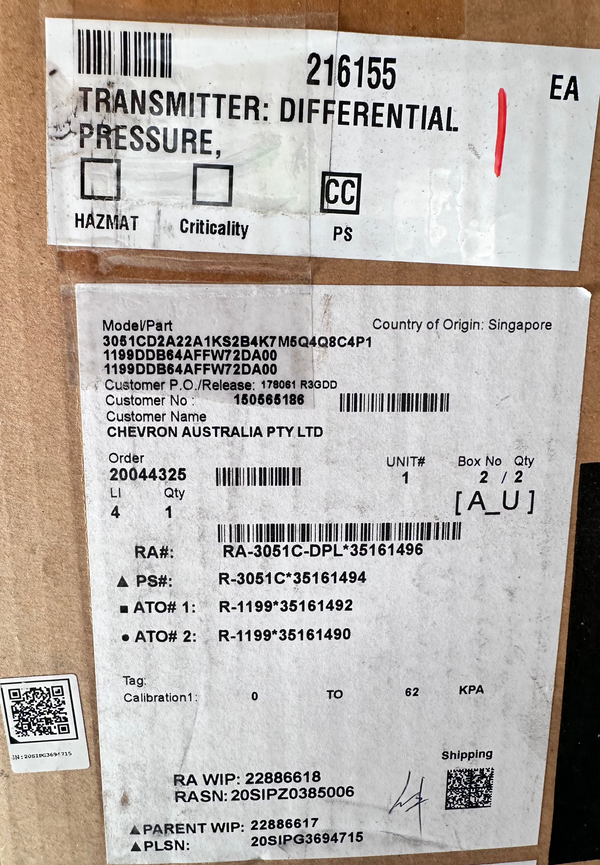 216155
EA
TRANSMITTER: DIFFERENTIAL
PRESSURE,
CC
HAZMAT Criticality PS
Model/Part Country of Origin: Singapore
3051CD2A22A1KS2B4K7M5Q4Q8C4P1
1199DDB64AFFW72DA00
1199DDB64AFFW72DA00
Customer P.O./Release: 178061 R3GDD
Customer No : 150565186
Customer Name
CHEVRON AUSTRALIA PTY LTD
Order UNIT# Box No Qty
20044325 1 2 / 2
LI Qty [A_U]
4 1
RA#: RA-3051C-DPL*35161496
▲ PS#: R-3051C*35161494
■ ATO# 1: R-1199*35161492
● ATO# 2: R-1199*35161490
Tag:
Calibration1: 0 TO 62 KPA
SN:20SIPG3694715
Shipping
RA WIP: 22886618
RASN: 20SIPZ0385006
▲PARENT WIP: 22886617
▲PLSN: 20SIPG3694715